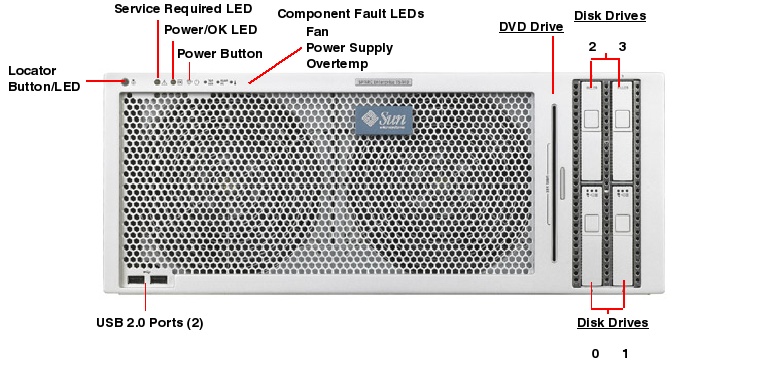 Service Required LED
Power/OK LED
Power Button
Component Fault LEDs
Fan
Power Supply
Overtemp
DVD Drive
Disk Drives
2 3
Locator
Button/LED
Sun
USB 2.0 Ports (2)
Disk Drives
0 1